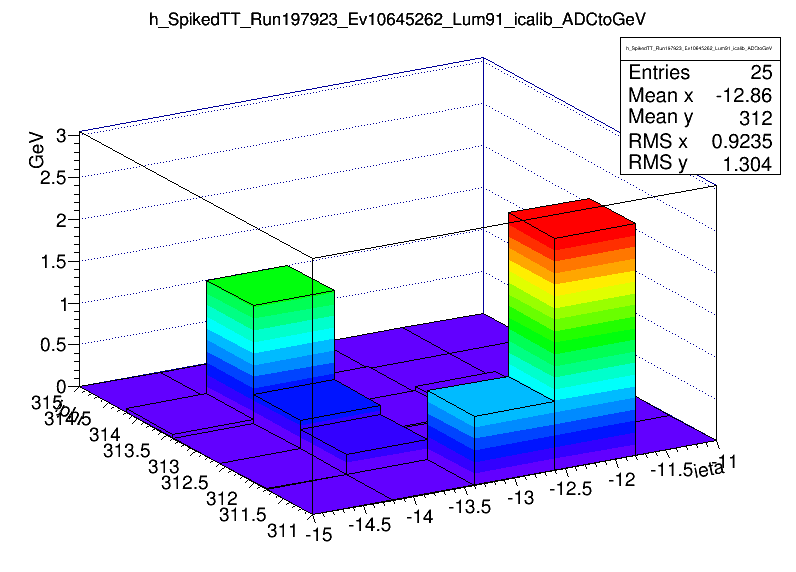 h_SpikedTT_Run197923_Ev10645262_Lum91_icalib_ADCtoGeV
h_SpikedTT_Run197923_Ev10645262_Lum91_icalib_ADCtoGeV
Entries 25
Mean x -12.86
Mean y 312
RMS x 0.9235
RMS y 1.304
GeV
3
2.5
2
1.5
1
0.5
0
315
314.5
314
313.5
313
312.5
312
311.5
311
-15
-14.5
-14
-13.5
-13
-12.5
-12
-11.5
-11
ieta